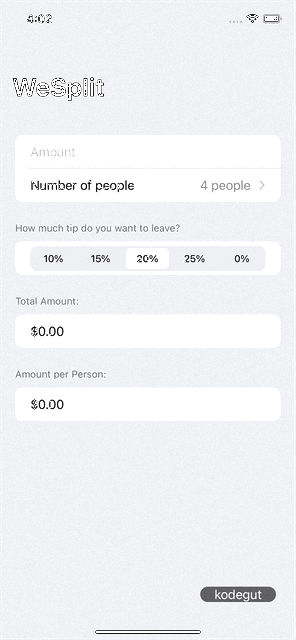 4:02
WeSplit
Amount
Number of people 4 people
How much tip do you want to leave?
10% 15% 20% 25% 0%
Total Amount:
$0.00
Amount per Person:
$0.00
kodegut